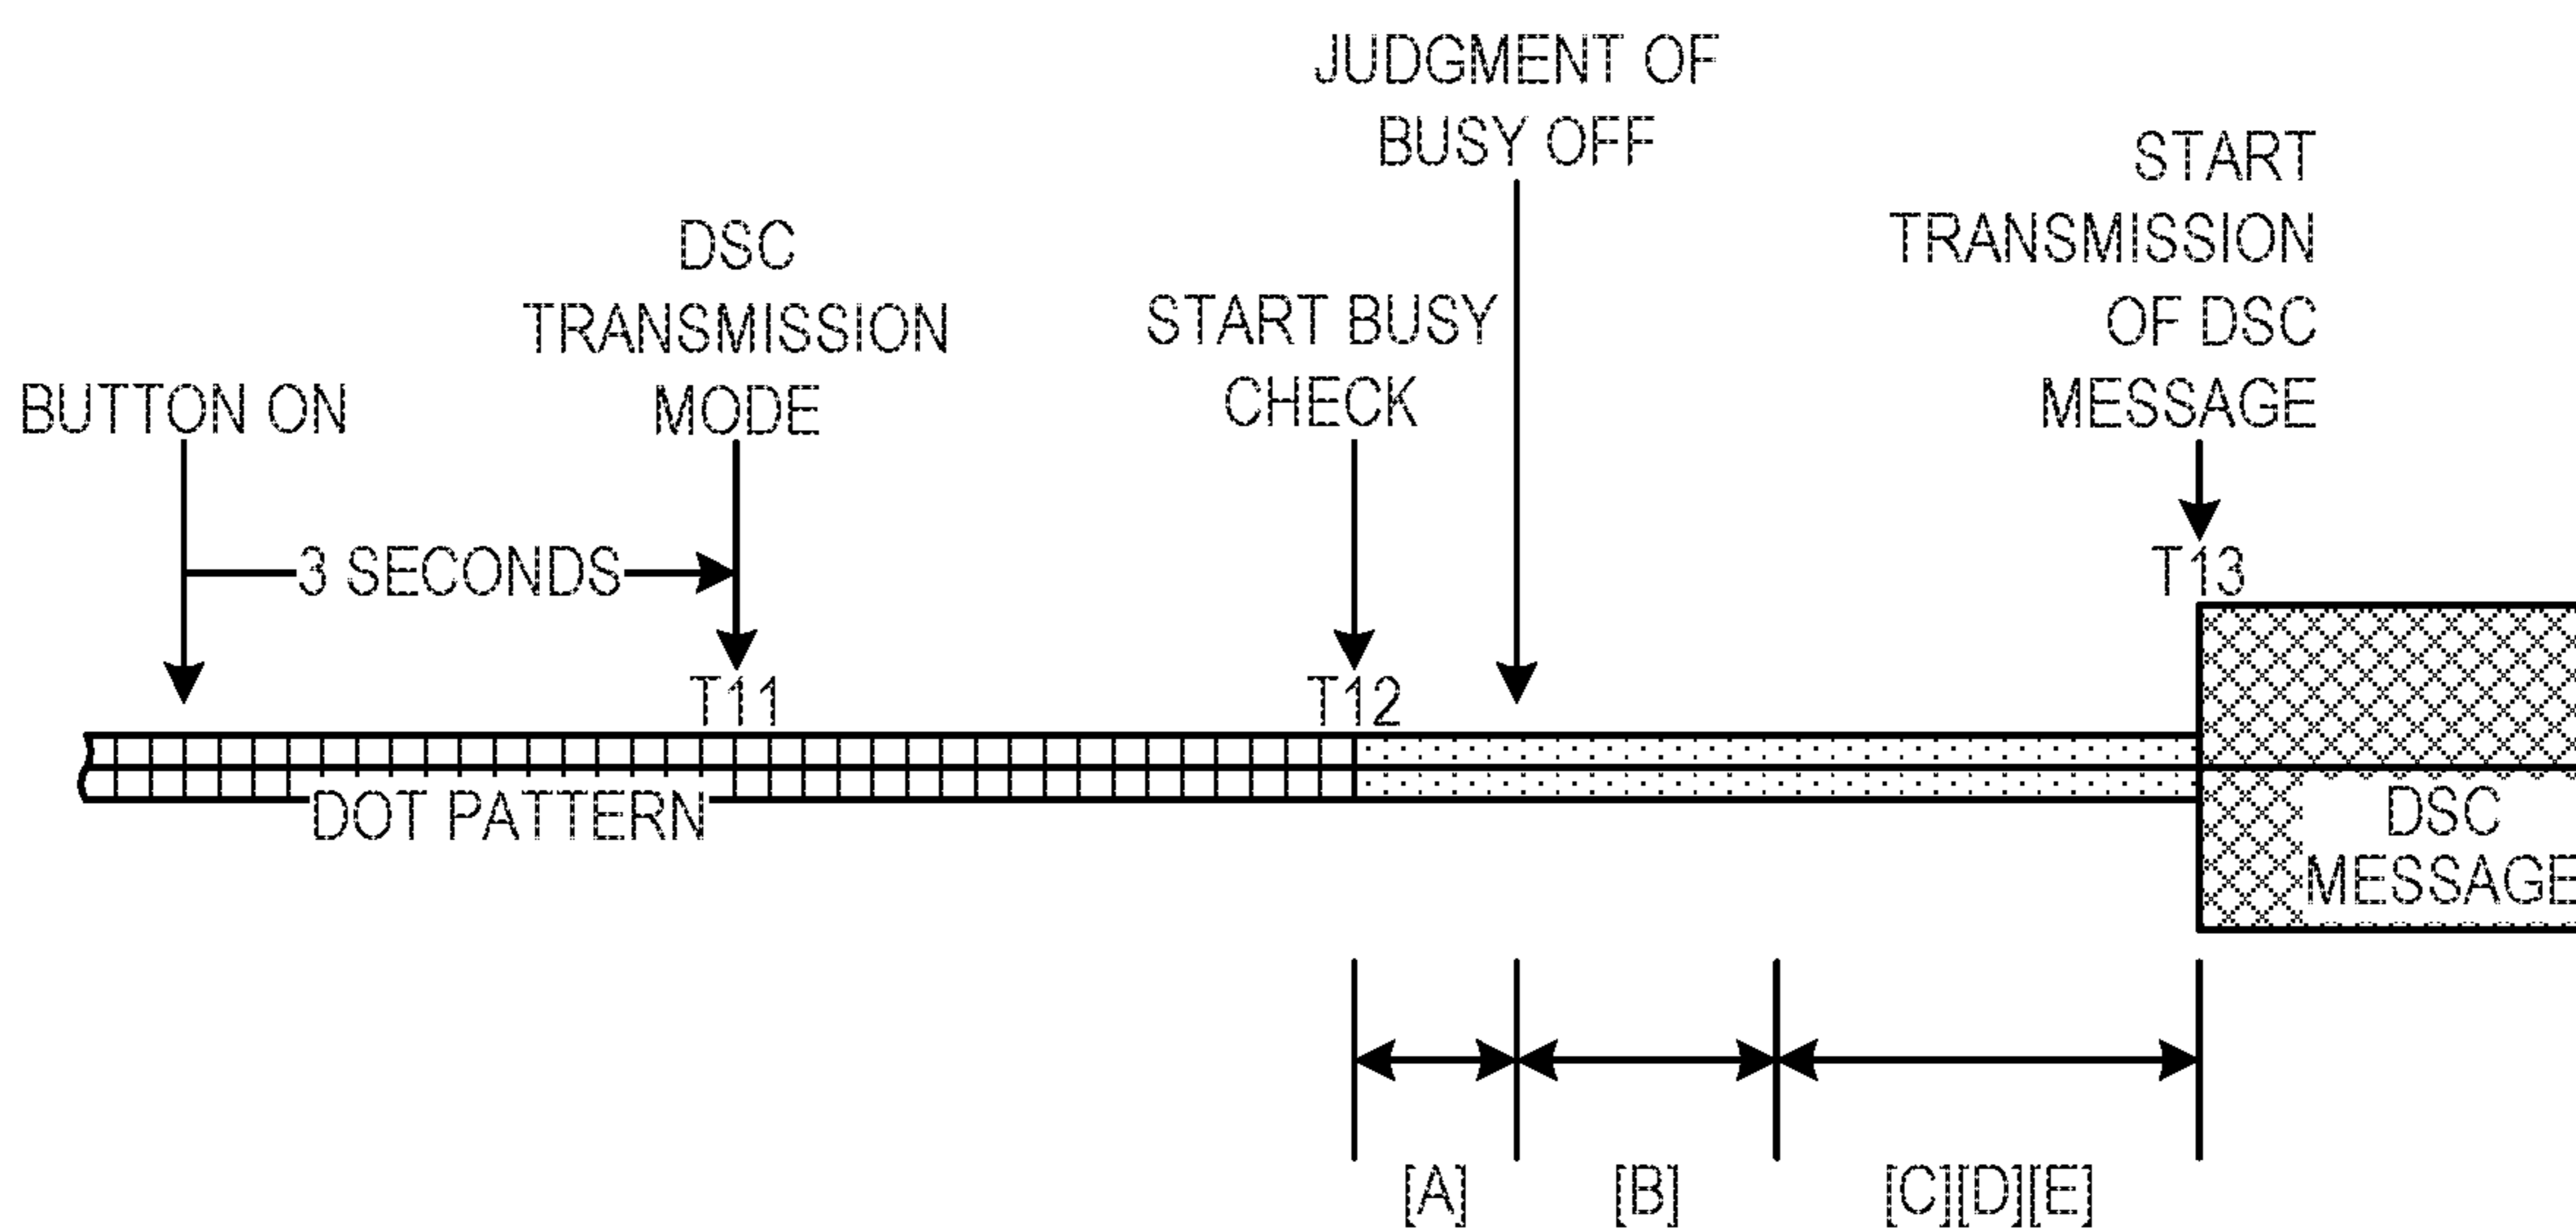 JUDGMENT OF
BUSY OFF
START
TRANSMISSION
OF DSC
MESSAGE
DSC
TRANSMISSION
MODE
START BUSY
CHECK
BUTTON ON
3 SECONDS
T11
T12
T13
DOT PATTERN
DSC
MESSAGE
[A]
[B]
[C][D][E]